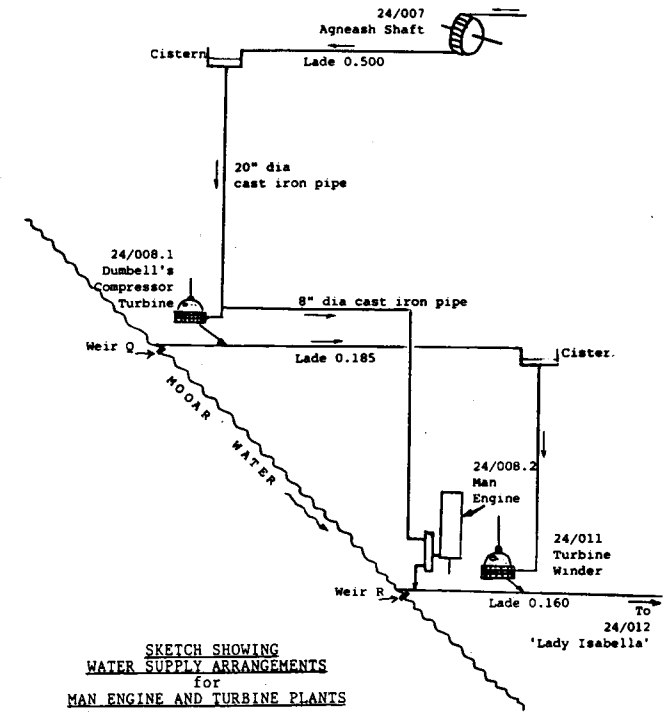 24/007
Agneash Shaft
Cistern
Lade 0.500
20" dia
cast iron pipe
24/008.1
Dumbell's
Compressor
Turbine
8" dia cast iron pipe
Weir Q
Lade 0.185
Cister.
MOOAR WATER
24/008.2
Man
Engine
24/011
Turbine
Winder
Weir R
Lade 0.160
To
24/012
'Lady Isabella'
SKETCH SHOWING
WATER SUPPLY ARRANGEMENTS
for
MAN ENGINE AND TURBINE PLANTS